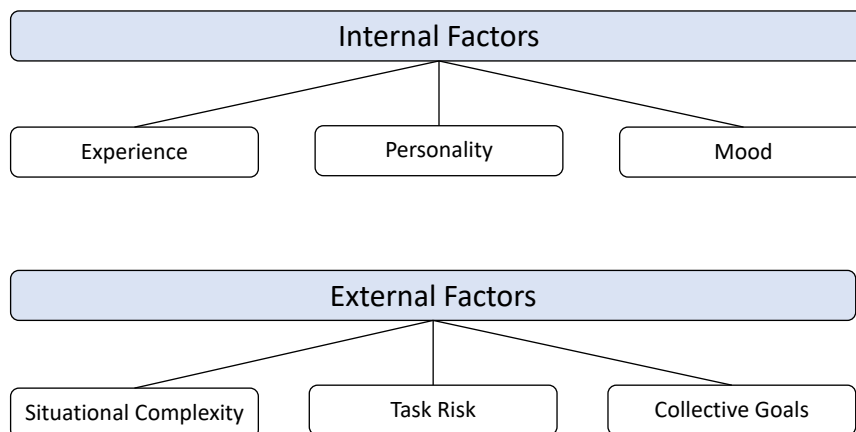 Internal Factors
Experience
Personality
Mood
External Factors
Situational Complexity
Task Risk
Collective Goals